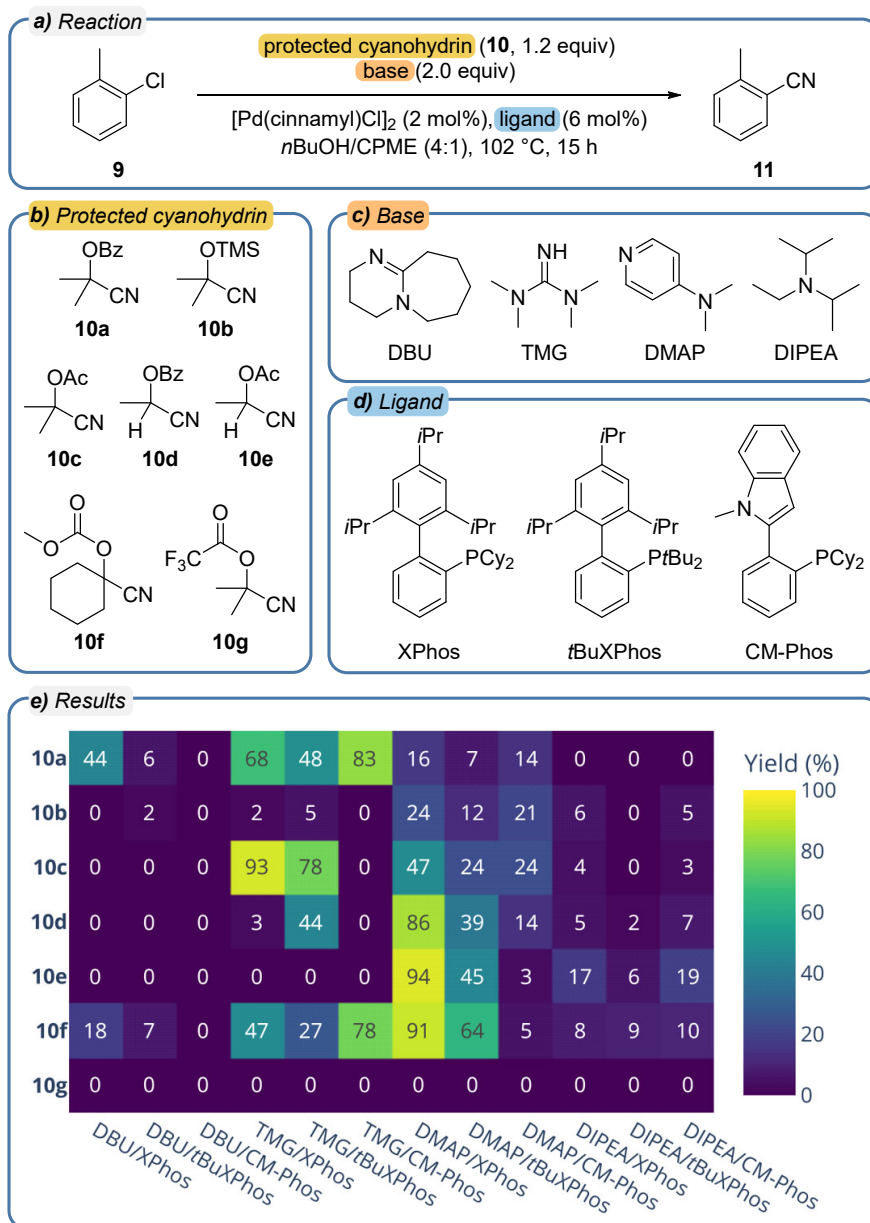 a) Reaction
protected cyanohydrin (10, 1.2 equiv)
base (2.0 equiv)
Cl
CN
[Pd(cinnamyl)Cl]2 (2 mol%), ligand (6 mol%)
nBuOH/CPME (4:1), 102 °C, 15 h
9
11
b) Protected cyanohydrin
OBz
CN
10a
OTMS
CN
10b
OAc
CN
10c
OBz
CN
H
10d
OAc
CN
H
10e
O
O
O
CN
10f
O
F3C
O
CN
10g
c) Base
N
N
DBU
NH
N
N
TMG
N
N
DMAP
N
DIPEA
d) Ligand
iPr
iPr
iPr
PCy2
XPhos
iPr
iPr
iPr
PtBu2
tBuXPhos
N
PCy2
CM-Phos
e) Results
10a 44 6 0 68 48 83 16 7 14 0 0 0
10b 0 2 0 2 5 0 24 12 21 6 0 5
10c 0 0 0 93 78 0 47 24 24 4 0 3
10d 0 0 0 3 44 0 86 39 14 5 2 7
10e 0 0 0 0 0 0 94 45 3 17 6 19
10f 18 7 0 47 27 78 91 64 5 8 9 10
10g 0 0 0 0 0 0 0 0 0 0 0 0
DBU/XPhos
DBU/tBuXPhos
DBU/CM-Phos
TMG/XPhos
TMG/tBuXPhos
TMG/CM-Phos
DMAP/XPhos
DMAP/tBuXPhos
DMAP/CM-Phos
DIPEA/XPhos
DIPEA/tBuXPhos
DIPEA/CM-Phos
Yield (%)
100
80
60
40
20
0